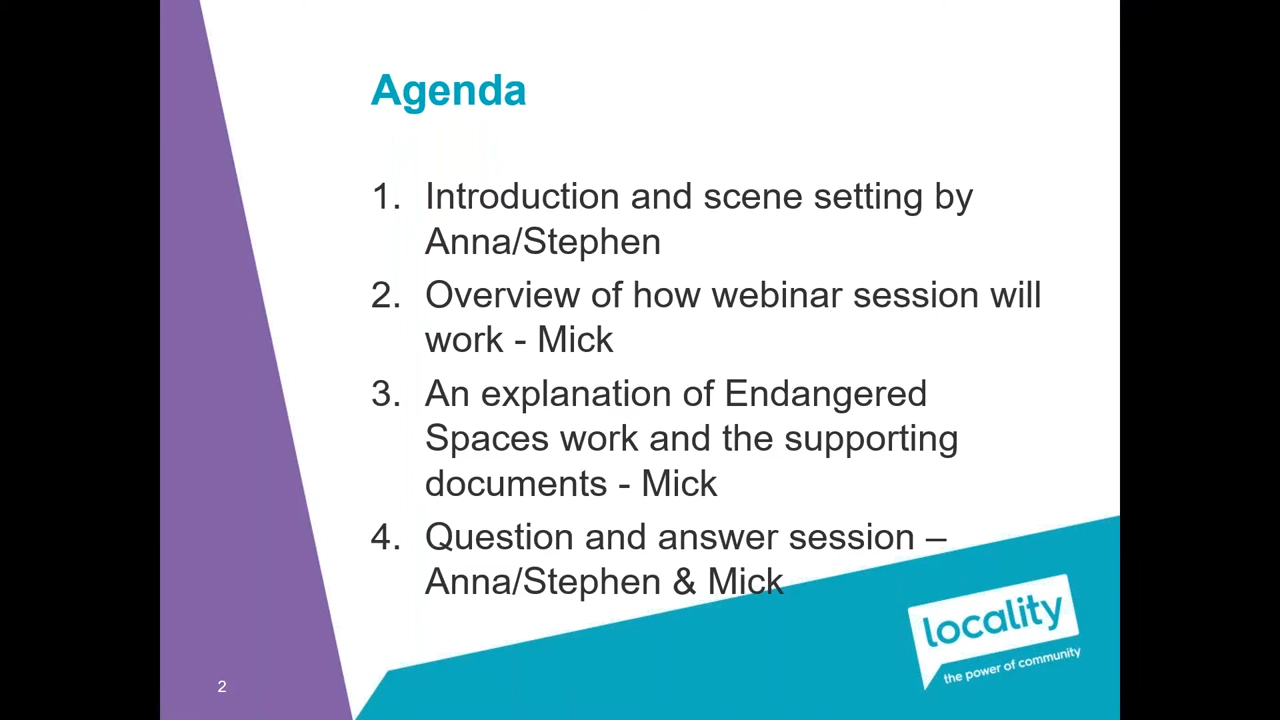 Agenda
1. Introduction and scene setting by
Anna/Stephen
2. Overview of how webinar session will
work - Mick
3. An explanation of Endangered
Spaces work and the supporting
documents - Mick
4. Question and answer session –
Anna/Stephen & Mick
locality
the power of community
2